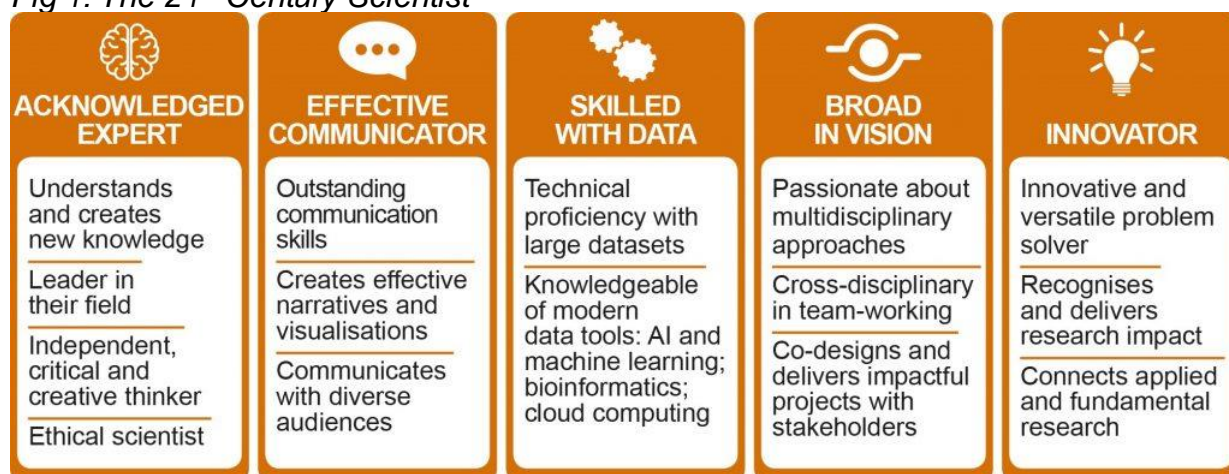 Fig 1. The 21st Century Scientist
ACKNOWLEDGED
EXPERT
Understands
and creates
new knowledge
Leader in
their field
Independent,
critical and
creative thinker
Ethical scientist
EFFECTIVE
COMMUNICATOR
Outstanding
communication
skills
Creates effective
narratives and
visualisations
Communicates
with diverse
audiences
SKILLED
WITH DATA
Technical
proficiency with
large datasets
Knowledgeable
of modern
data tools: AI and
machine learning;
bioinformatics;
cloud computing
BROAD
IN VISION
Passionate about
multidisciplinary
approaches
Cross-disciplinary
in team-working
Co-designs and
delivers impactful
projects with
stakeholders
INNOVATOR
Innovative and
versatile problem
solver
Recognises
and delivers
research impact
Connects applied
and fundamental
research